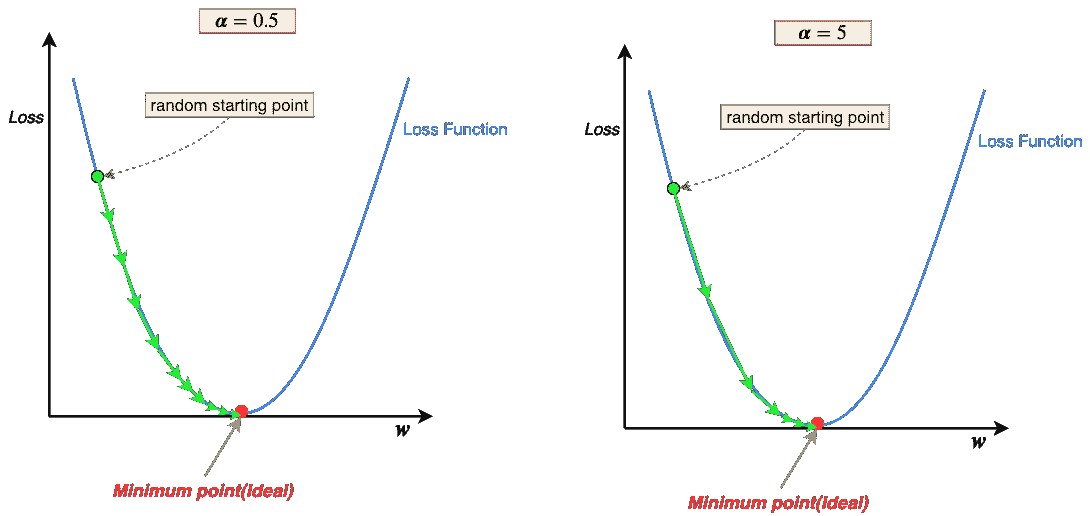 α = 0.5
random starting point
Loss
Loss Function
w
Minimum point(Ideal)
α = 5
random starting point
Loss
Loss Function
w
Minimum point(Ideal)